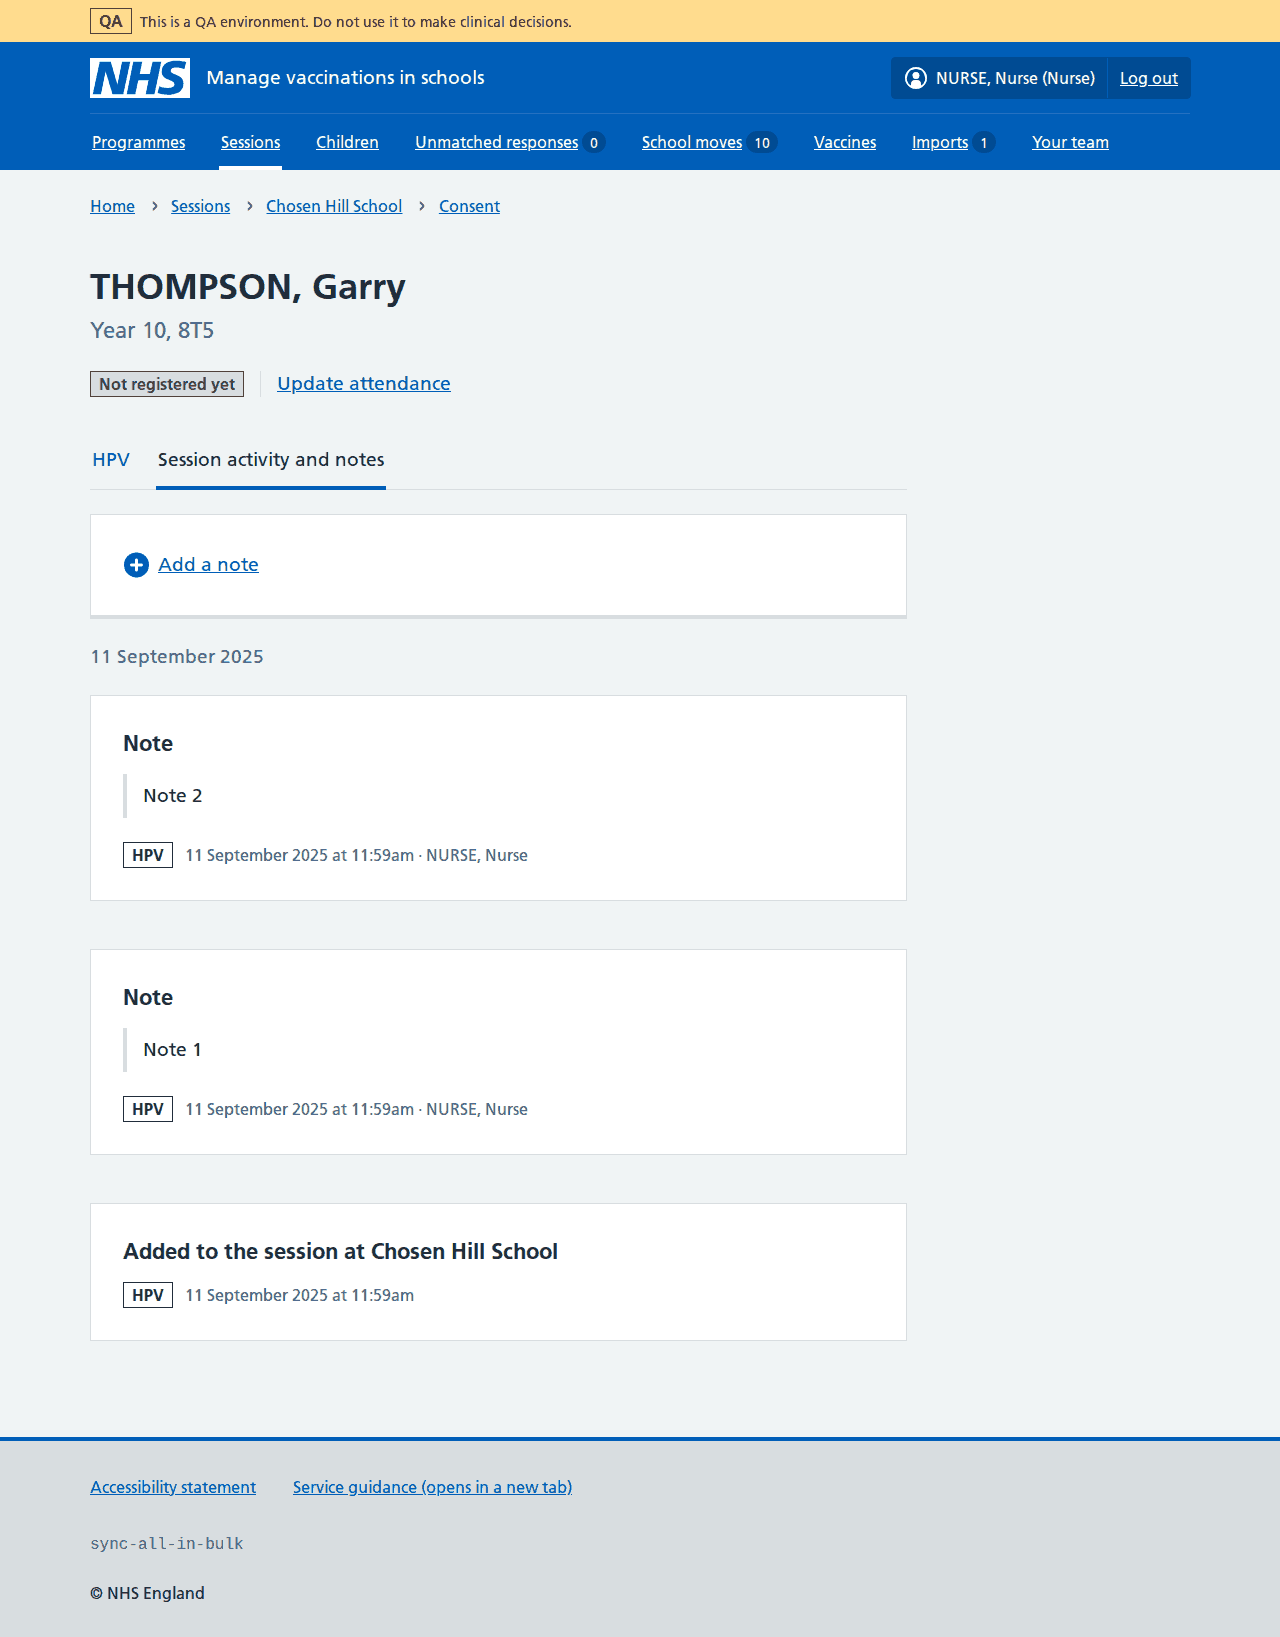 QA This is a QA environment. Do not use it to make clinical decisions.
NHS Manage vaccinations in schools NURSE, Nurse (Nurse) Log out
Programmes Sessions Children Unmatched responses 0 School moves 10 Vaccines Imports 1 Your team
Home › Sessions › Chosen Hill School › Consent
THOMPSON, Garry
Year 10, 8T5
Not registered yet Update attendance
HPV Session activity and notes
Add a note
11 September 2025
Note
Note 2
HPV 11 September 2025 at 11:59am · NURSE, Nurse
Note
Note 1
HPV 11 September 2025 at 11:59am · NURSE, Nurse
Added to the session at Chosen Hill School
HPV 11 September 2025 at 11:59am
Accessibility statement Service guidance (opens in a new tab)
sync-all-in-bulk
© NHS England